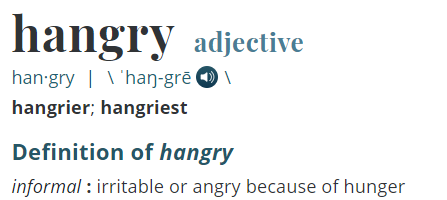 hangry adjective
han·gry | \ ˈhaŋ-grē \
hangrier; hangriest
Definition of hangry
informal : irritable or angry because of hunger